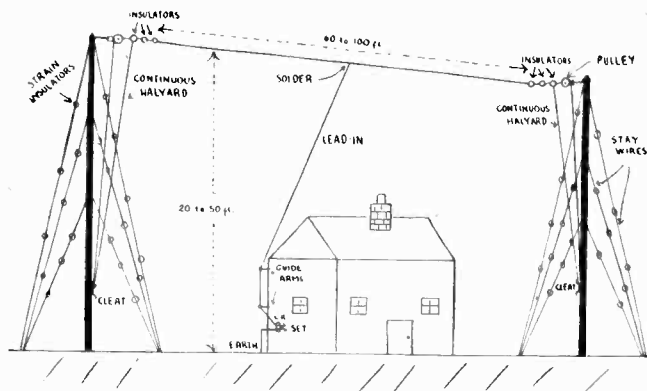 INSULATORS
60 to 100 ft.
INSULATORS
PULLEY
STRAIN
INSULATORS
CONTINUOUS
HALYARD
SOLDER
CONTINUOUS
HALYARD
LEAD IN
STAY
WIRES
20 to 50 ft.
GUIDE
ARMS
CLEAT
CLEAT
SET
EARTH